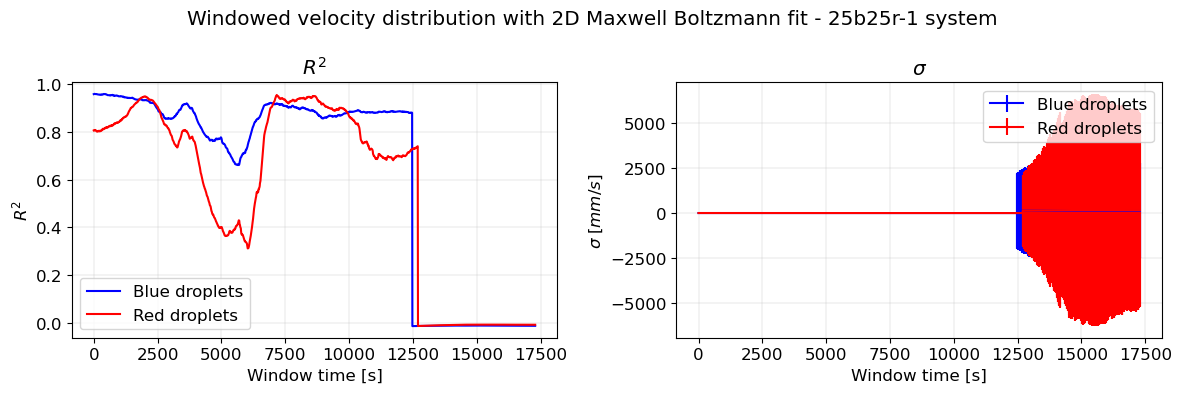 Windowed velocity distribution with 2D Maxwell Boltzmann fit - 25b25r-1 system
R²
1.0
0.8
0.6
0.4
0.2
0.0
R²
Blue droplets
Red droplets
0 2500 5000 7500 10000 12500 15000 17500
Window time [s]
σ
5000
2500
0
−2500
−5000
σ [mm/s]
Blue droplets
Red droplets
0 2500 5000 7500 10000 12500 15000 17500
Window time [s]